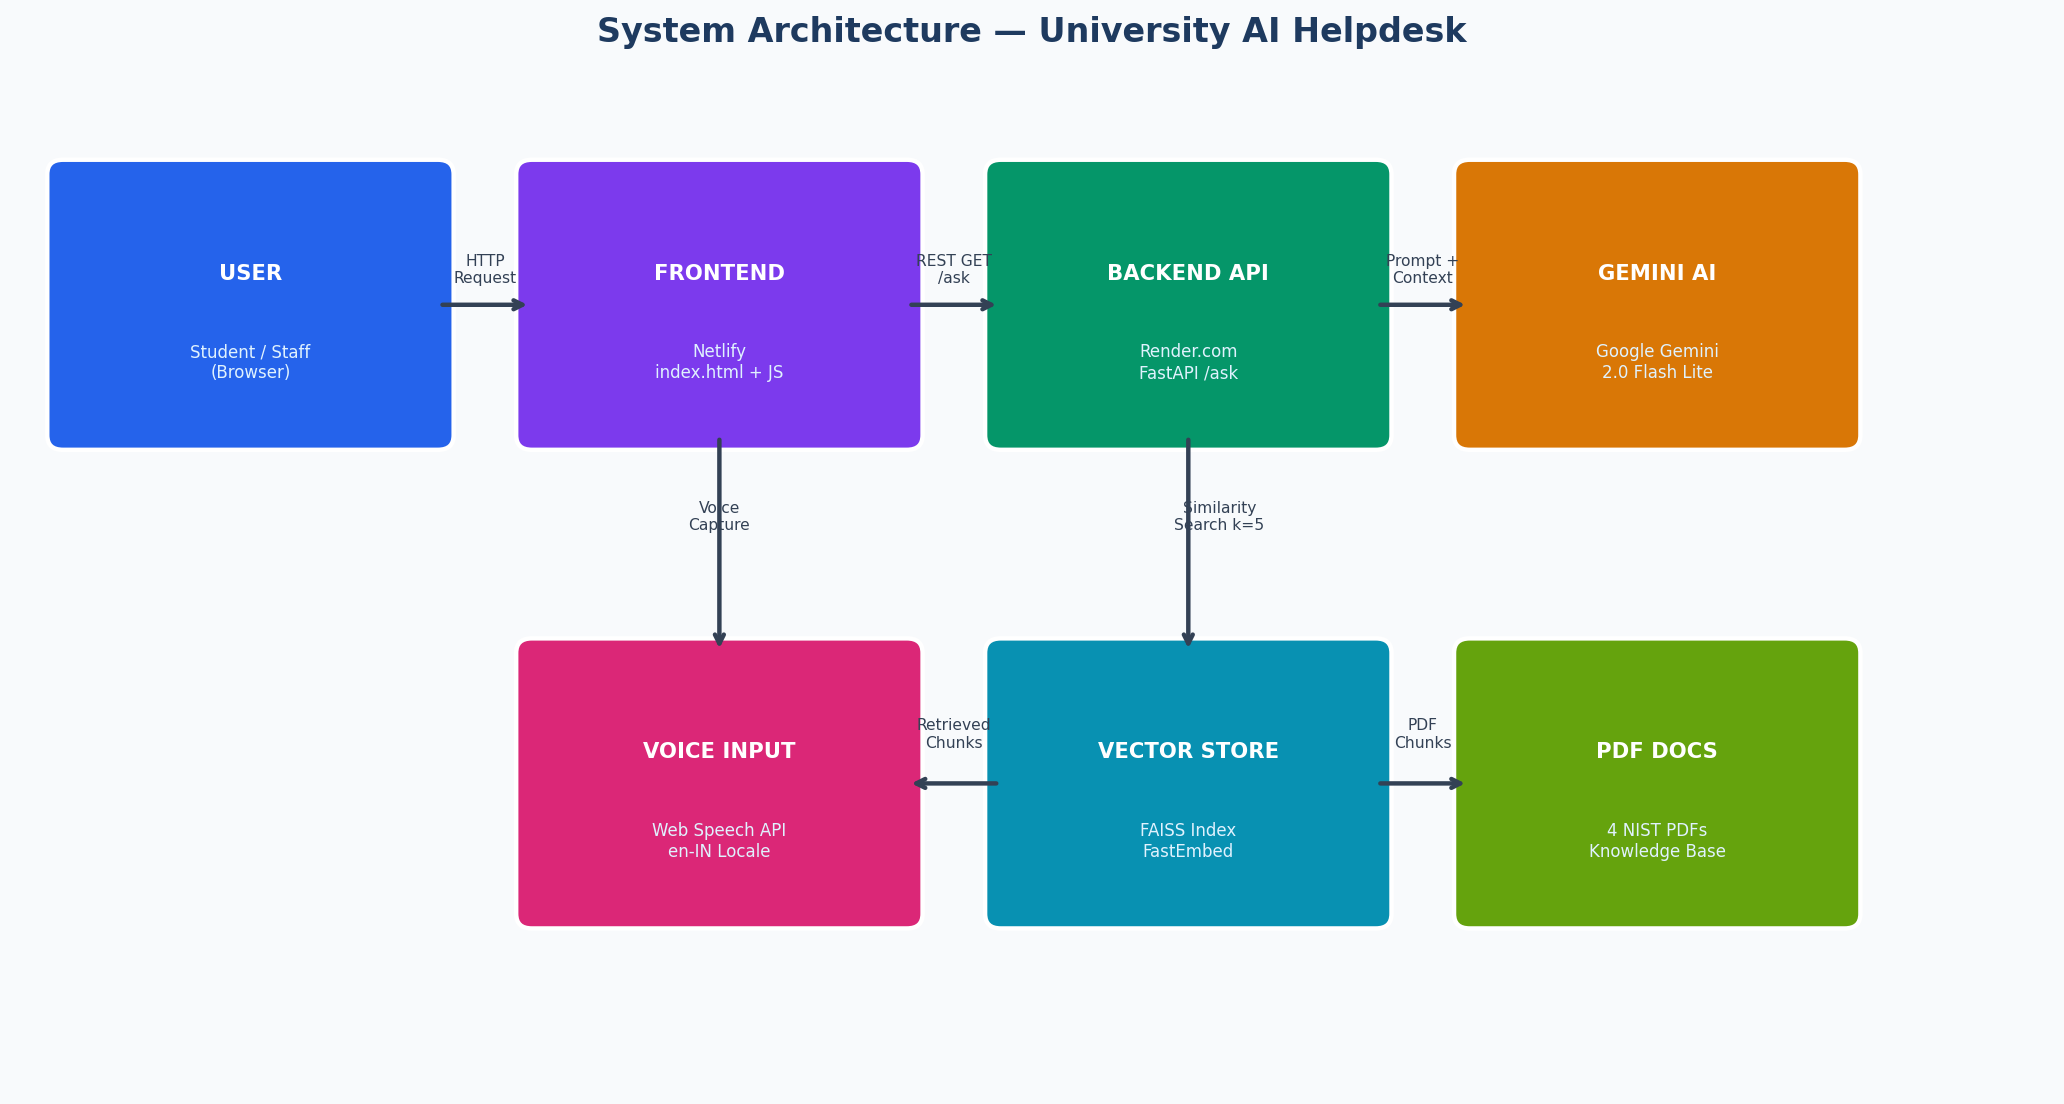 System Architecture — University AI Helpdesk
USER
Student / Staff
(Browser)
HTTP
Request
FRONTEND
Netlify
index.html + JS
REST GET
/ask
BACKEND API
Render.com
FastAPI /ask
Prompt +
Context
GEMINI AI
Google Gemini
2.0 Flash Lite
Voice
Capture
Similarity
Search k=5
VOICE INPUT
Web Speech API
en-IN Locale
Retrieved
Chunks
VECTOR STORE
FAISS Index
FastEmbed
PDF
Chunks
PDF DOCS
4 NIST PDFs
Knowledge Base